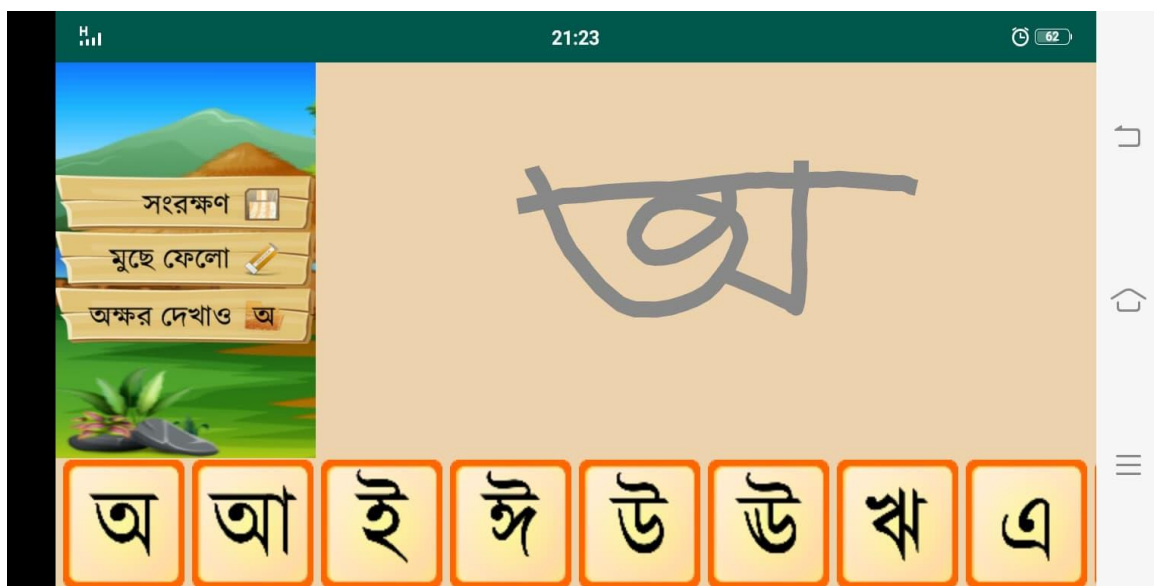 H 21:23 62
সংরক্ষণ
মুছে ফেলো
অক্ষর দেখাও অ
অ
অ আ ই ঈ উ ঊ ঋ এ